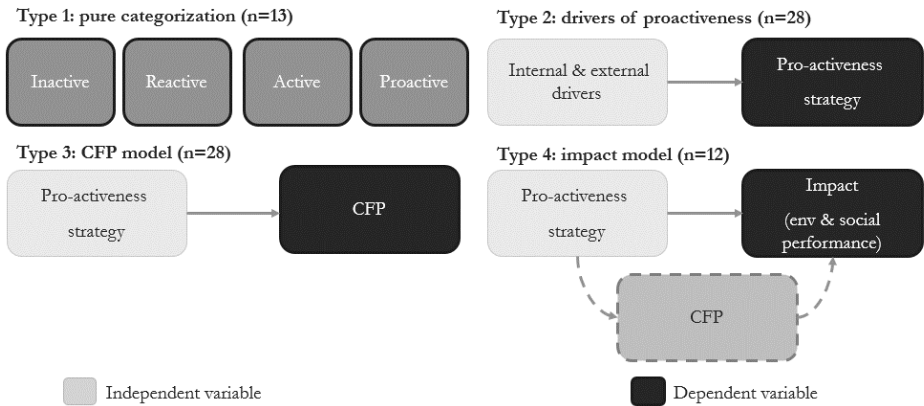 Type 1: pure categorization (n=13)
Inactive
Reactive
Active
Proactive
Type 2: drivers of proactiveness (n=28)
Internal & external
drivers
Pro-activeness
strategy
Type 3: CFP model (n=28)
Pro-activeness
strategy
CFP
Type 4: impact model (n=12)
Pro-activeness
strategy
Impact
(env & social
performance)
CFP
Independent variable
Dependent variable